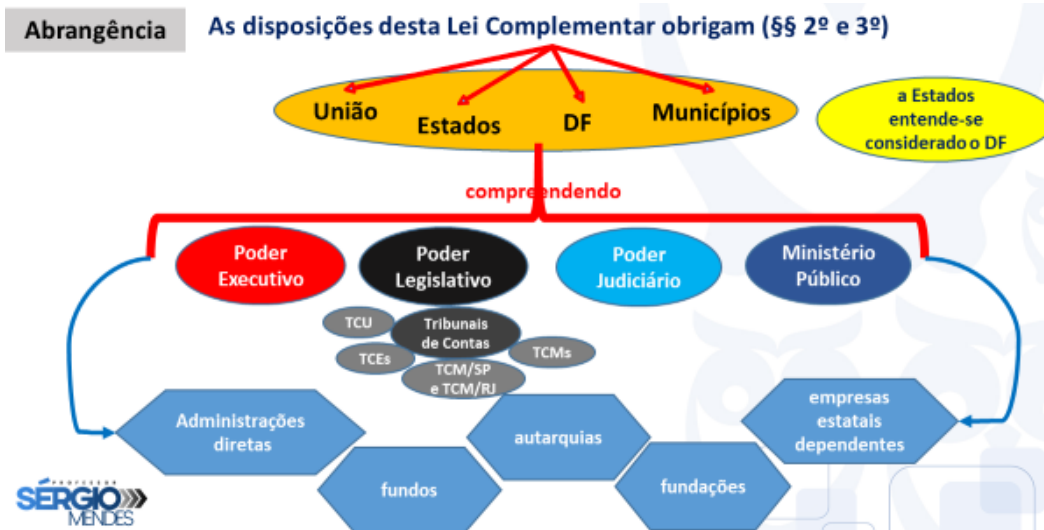 Abrangência
As disposições desta Lei Complementar obrigam (§§ 2º e 3º)
União
Estados
DF
Municípios
a Estados
entende-se
considerado o DF
compreendendo
Poder
Executivo
Poder
Legislativo
Poder
Judiciário
Ministério
Público
TCU
Tribunais
de Contas
TCEs
TCMs
TCM/SP
e TCM/RJ
Administrações
diretas
fundos
autarquias
fundações
empresas
estatais
dependentes
PROFESSOR
SÉRGIO
MENDES